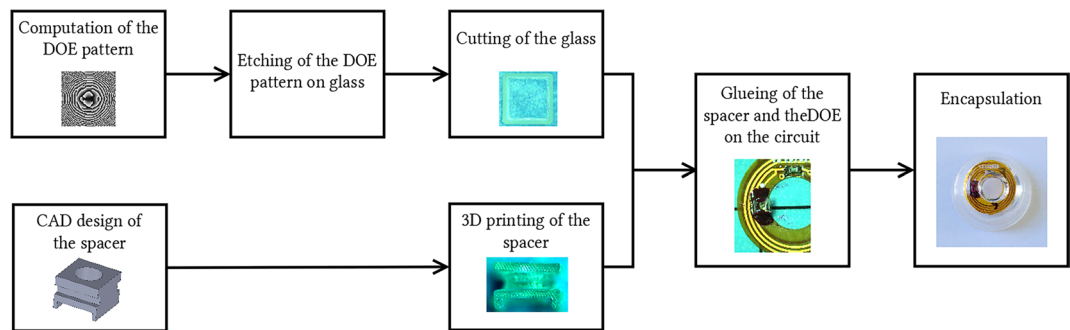 Computation of the
DOE pattern
Etching of the DOE
pattern on glass
Cutting of the glass
CAD design of
the spacer
3D printing of the
spacer
Glueing of the
spacer and theDOE
on the circuit
Encapsulation